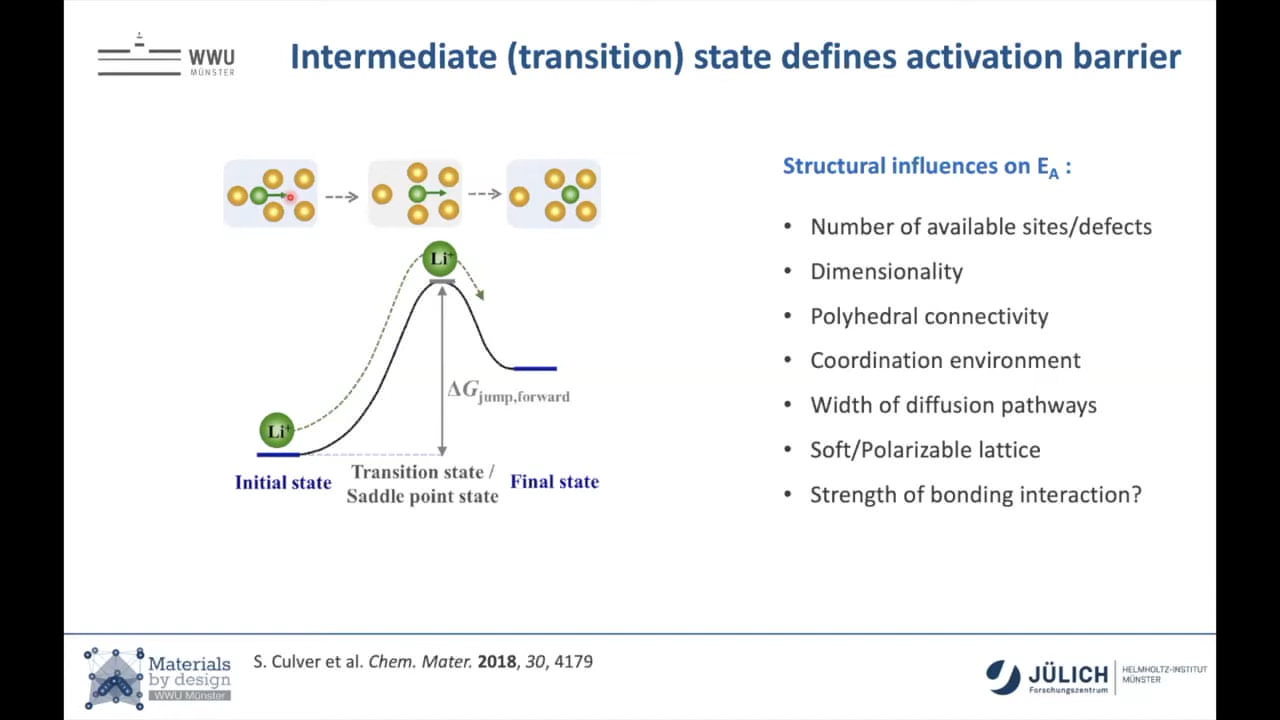 WWU
MÜNSTER
Intermediate (transition) state defines activation barrier
Li⁺
ΔG jump,forward
Li⁺
Initial state
Transition state /
Saddle point state
Final state
Structural influences on E_A :
• Number of available sites/defects
• Dimensionality
• Polyhedral connectivity
• Coordination environment
• Width of diffusion pathways
• Soft/Polarizable lattice
• Strength of bonding interaction?
Materials
by design
WWU Münster
S. Culver et al. Chem. Mater. 2018, 30, 4179
JÜLICH
Forschungszentrum
HELMHOLTZ-INSTITUT
MÜNSTER